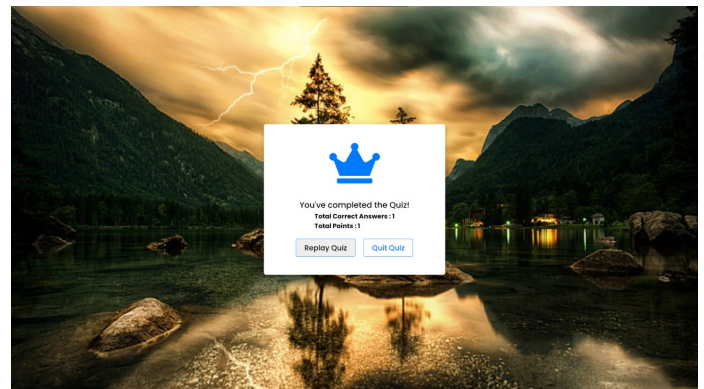 You've completed the Quiz!
Total Correct Answers : 1
Total Points : 1
Replay Quiz Quit Quiz